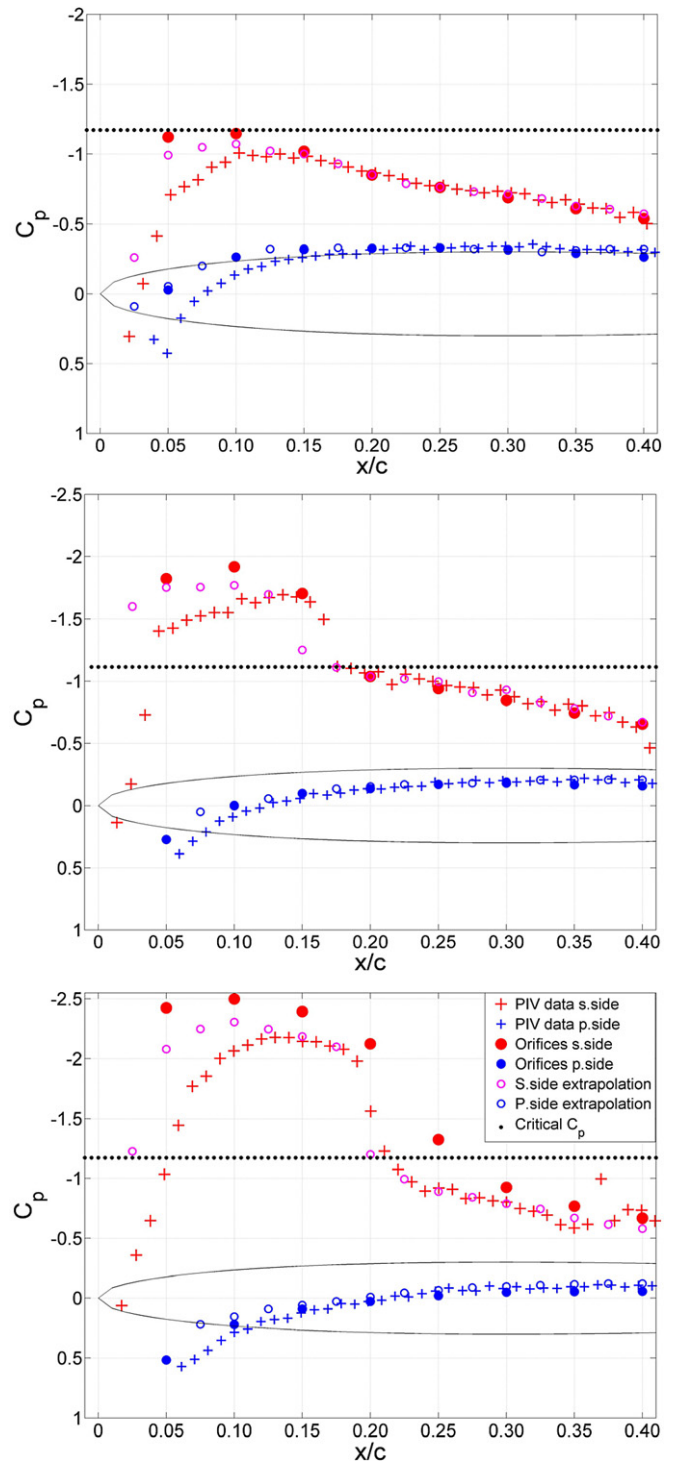 -2
-1.5
-1
-0.5
0
0.5
1
C_p
0 0.05 0.10 0.15 0.20 0.25 0.30 0.35 0.40
x/c
-2.5
-2
-1.5
-1
-0.5
0
0.5
1
C_p
0 0.05 0.10 0.15 0.20 0.25 0.30 0.35 0.40
x/c
-2.5
-2
-1.5
-1
-0.5
0
0.5
1
C_p
PIV data s.side
PIV data p.side
Orifices s.side
Orifices p.side
S.side extrapolation
P.side extrapolation
Critical C_p
0 0.05 0.10 0.15 0.20 0.25 0.30 0.35 0.40
x/c